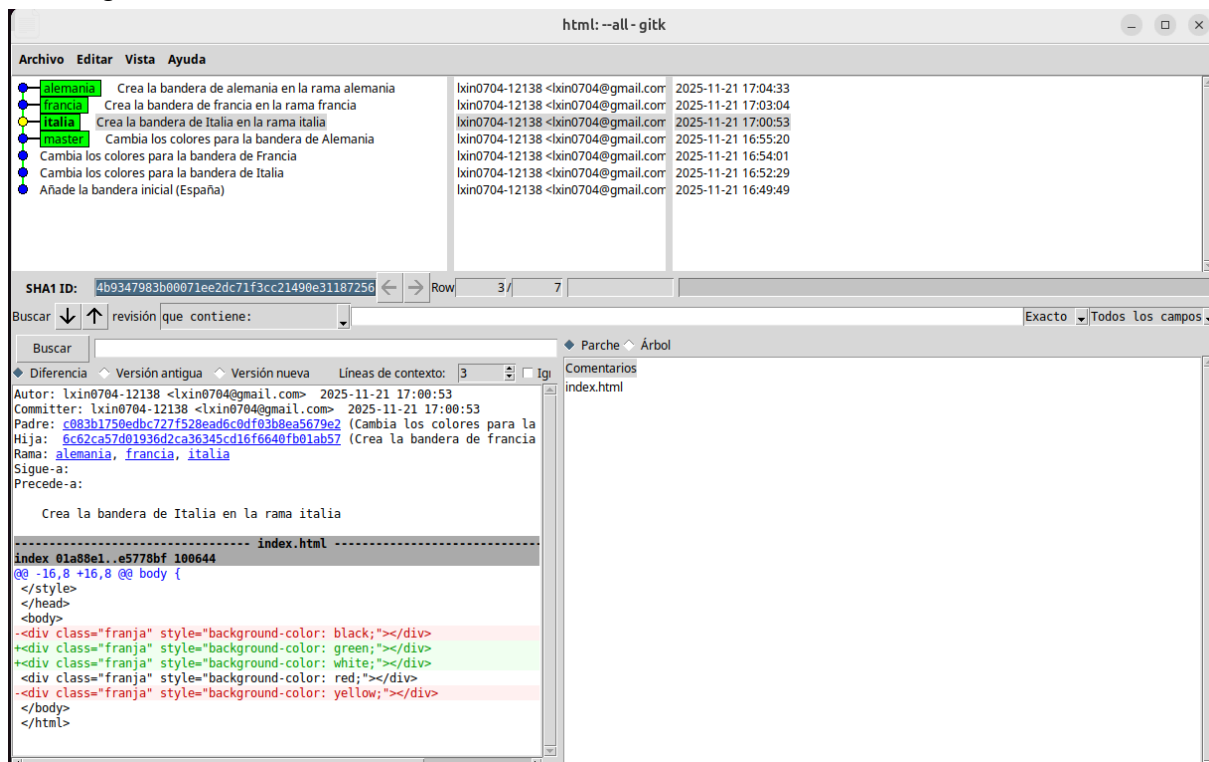 html: --all - gitk
Archivo Editar Vista Ayuda
alemania Crea la bandera de alemania en la rama alemania lxin0704-12138 <lxin0704@gmail.com 2025-11-21 17:04:33
francia Crea la bandera de francia en la rama francia lxin0704-12138 <lxin0704@gmail.com 2025-11-21 17:03:04
italia Crea la bandera de Italia en la rama italia lxin0704-12138 <lxin0704@gmail.com 2025-11-21 17:00:53
master Cambia los colores para la bandera de Alemania lxin0704-12138 <lxin0704@gmail.com 2025-11-21 16:55:20
Cambia los colores para la bandera de Francia lxin0704-12138 <lxin0704@gmail.com 2025-11-21 16:54:01
Cambia los colores para la bandera de Italia lxin0704-12138 <lxin0704@gmail.com 2025-11-21 16:52:29
Añade la bandera inicial (España) lxin0704-12138 <lxin0704@gmail.com 2025-11-21 16:49:49
SHA1 ID: 4b9347983b00071ee2dc71f3cc21490e31187256 Row 3/ 7
Buscar revisión que contiene: Exacto Todos los campos
Buscar
Parche Árbol
Diferencia Versión antigua Versión nueva Líneas de contexto: 3 Ig
Comentarios
index.html
Autor: lxin0704-12138 <lxin0704@gmail.com> 2025-11-21 17:00:53
Committer: lxin0704-12138 <lxin0704@gmail.com> 2025-11-21 17:00:53
Padre: c083b1750edbc727f528ead6c0df03b8ea5679e2 (Cambia los colores para la
Hija: 6c62ca57d01936d2ca36345cd16f6640fb01ab57 (Crea la bandera de francia
Rama: alemania, francia, italia
Sigue-a:
Precede-a:
Crea la bandera de Italia en la rama italia
---------------------------------- index.html -----------------------------
index 01a88e1..e5778bf 100644
@@ -16,8 +16,8 @@ body {
</style>
</head>
<body>
-<div class="franja" style="background-color: black;"></div>
+<div class="franja" style="background-color: green;"></div>
+<div class="franja" style="background-color: white;"></div>
<div class="franja" style="background-color: red;"></div>
-<div class="franja" style="background-color: yellow;"></div>
</body>
</html>